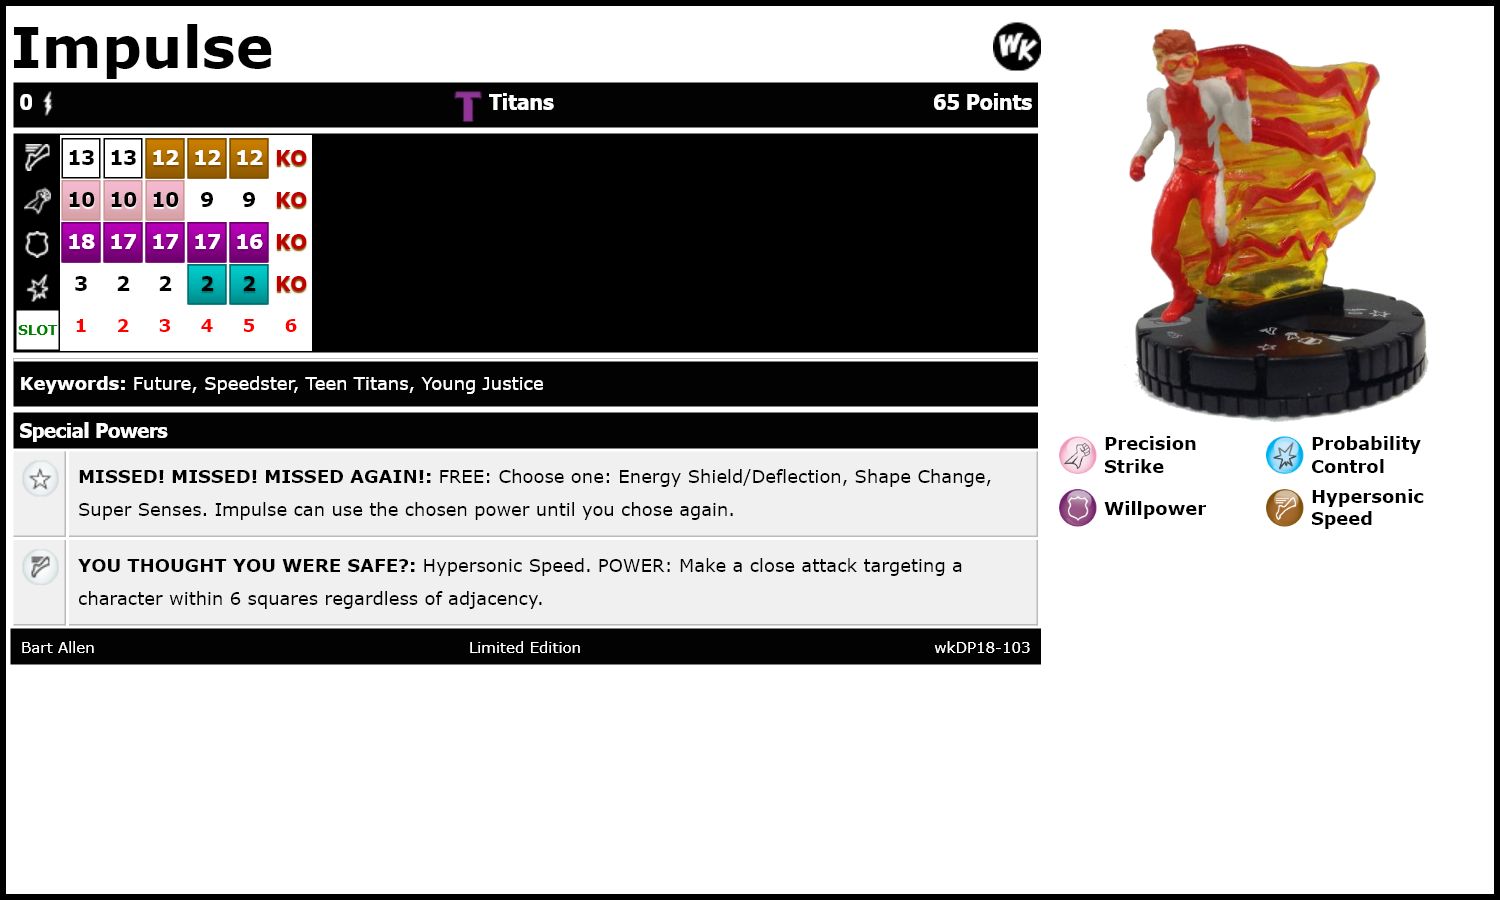 Impulse
WK
0 T Titans 65 Points
13 13 12 12 12 KO
10 10 10 9 9 KO
18 17 17 17 16 KO
3 2 2 2 2 KO
SLOT 1 2 3 4 5 6
Keywords: Future, Speedster, Teen Titans, Young Justice
Special Powers
MISSED! MISSED! MISSED AGAIN!: FREE: Choose one: Energy Shield/Deflection, Shape Change,
Super Senses. Impulse can use the chosen power until you chose again.
YOU THOUGHT YOU WERE SAFE?: Hypersonic Speed. POWER: Make a close attack targeting a
character within 6 squares regardless of adjacency.
Bart Allen Limited Edition wkDP18-103
Precision
Strike
Probability
Control
Willpower
Hypersonic
Speed